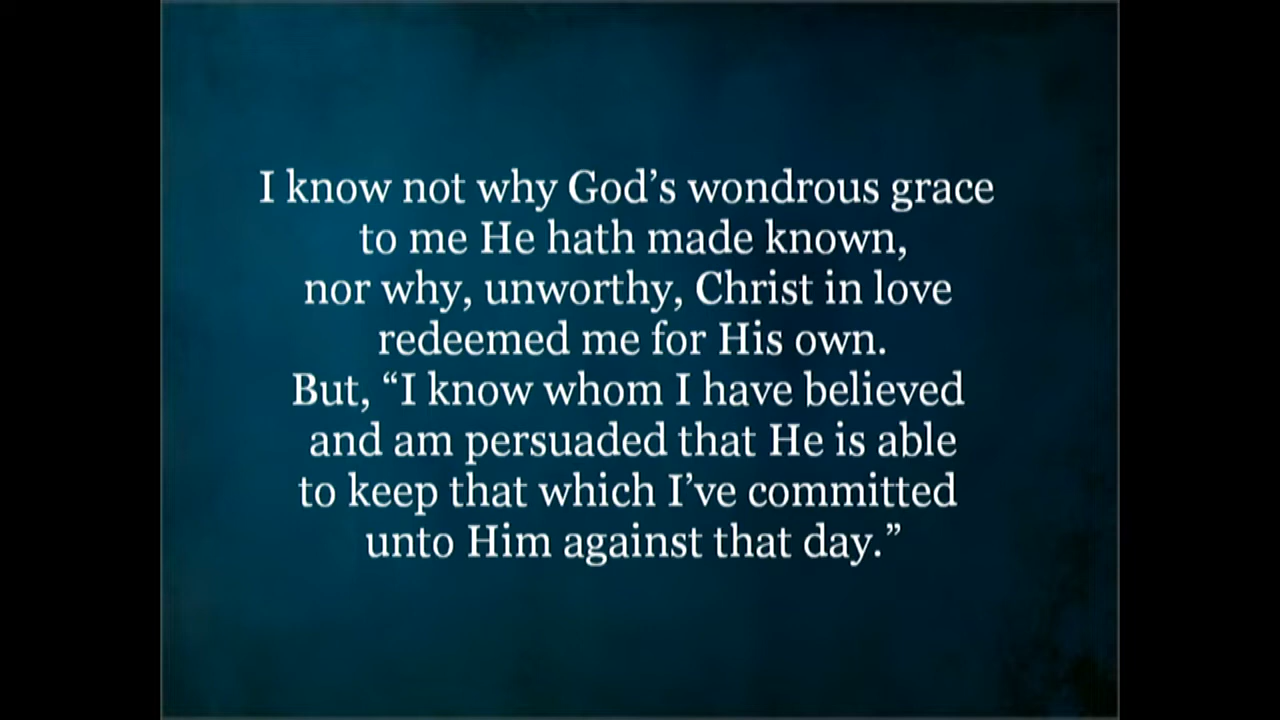 I know not why God’s wondrous grace
to me He hath made known,
nor why, unworthy, Christ in love
redeemed me for His own.
But, “I know whom I have believed
and am persuaded that He is able
to keep that which I’ve committed
unto Him against that day.”